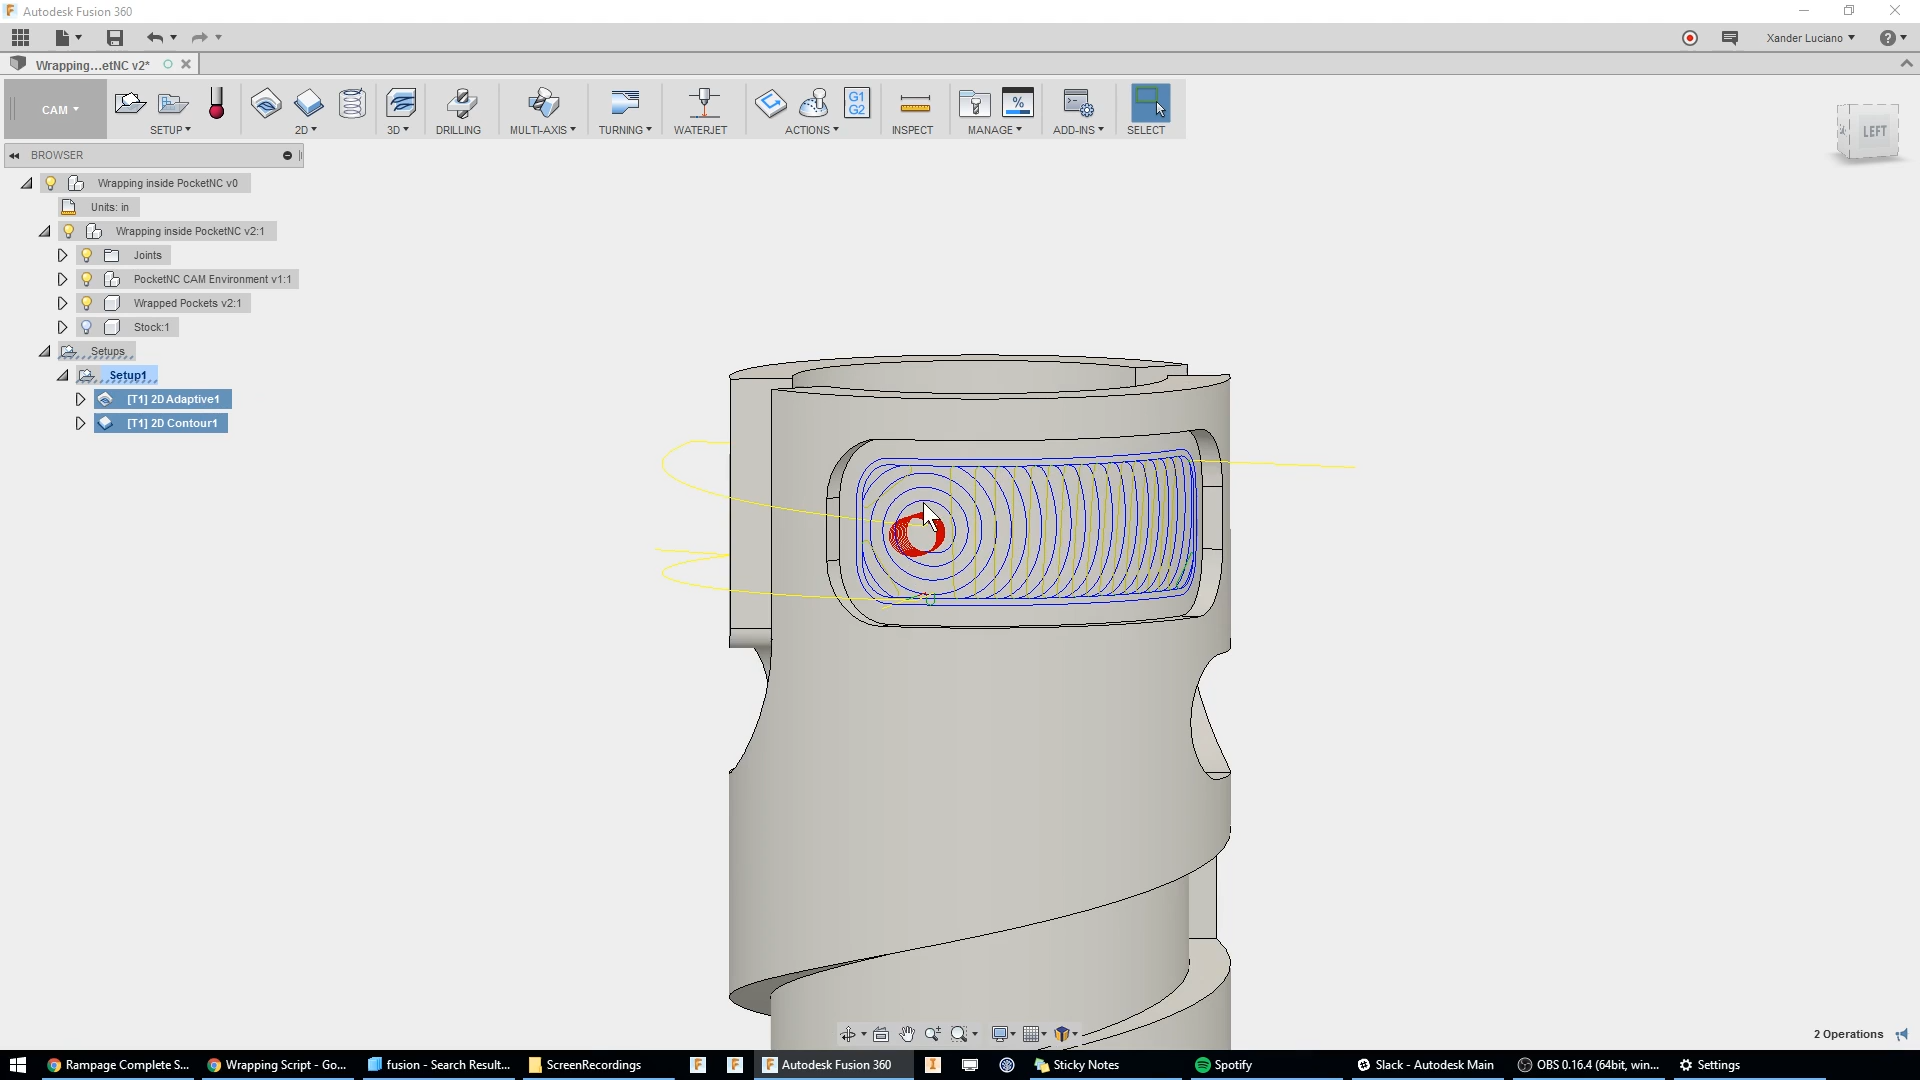 Autodesk Fusion 360
Xander Luciano
Wrapping...etNC v2*
CAM
G1
G2
%
SETUP
2D
3D
DRILLING
MULTI-AXIS
TURNING
WATERJET
ACTIONS
INSPECT
MANAGE
ADD-INS
SELECT
LEFT
BROWSER
Wrapping inside PocketNC v0
Units: in
Wrapping inside PocketNC v2:1
Joints
PocketNC CAM Environment v1:1
Wrapped Pockets v2:1
Stock:1
Setups
Setup1
[T1] 2D Adaptive1
[T1] 2D Contour1
2 Operations
Rampage Complete S...
Wrapping Script - Go...
fusion - Search Result...
ScreenRecordings
Autodesk Fusion 360
Sticky Notes
Spotify
Slack - Autodesk Main
OBS 0.16.4 (64bit, win...
Settings